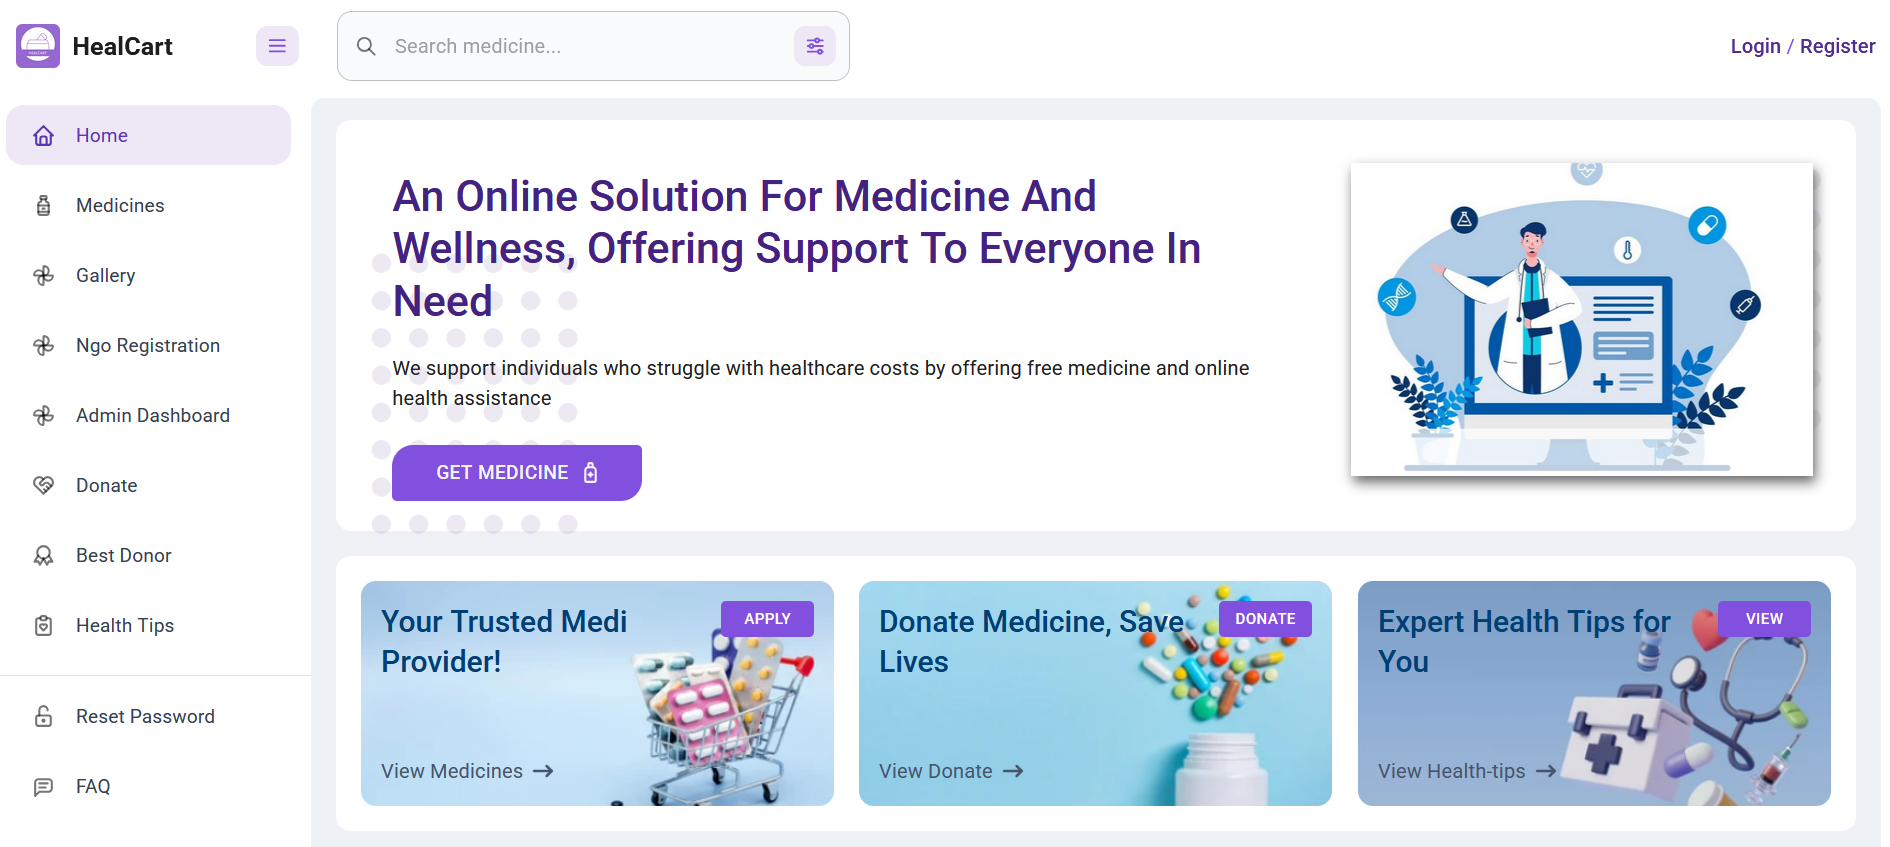 HealCart
Search medicine...
Login / Register
Home
Medicines
Gallery
Ngo Registration
Admin Dashboard
Donate
Best Donor
Health Tips
Reset Password
FAQ
An Online Solution For Medicine And
Wellness, Offering Support To Everyone In
Need
We support individuals who struggle with healthcare costs by offering free medicine and online
health assistance
GET MEDICINE
Your Trusted Medi
Provider!
APPLY
View Medicines
Donate Medicine, Save
Lives
DONATE
View Donate
Expert Health Tips for
You
VIEW
View Health-tips